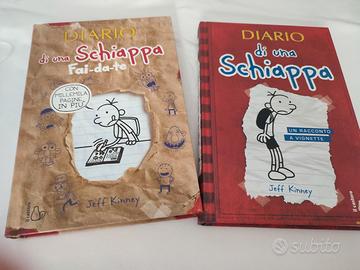 DIARIO
di una Schiappa
Fai-da-te
CON
MILLEMILA
PAGINE
IN PIÙ
Jeff Kinney
DIARIO
di una
Schiappa
UN RACCONTO
A VIGNETTE
Jeff Kinney
subito